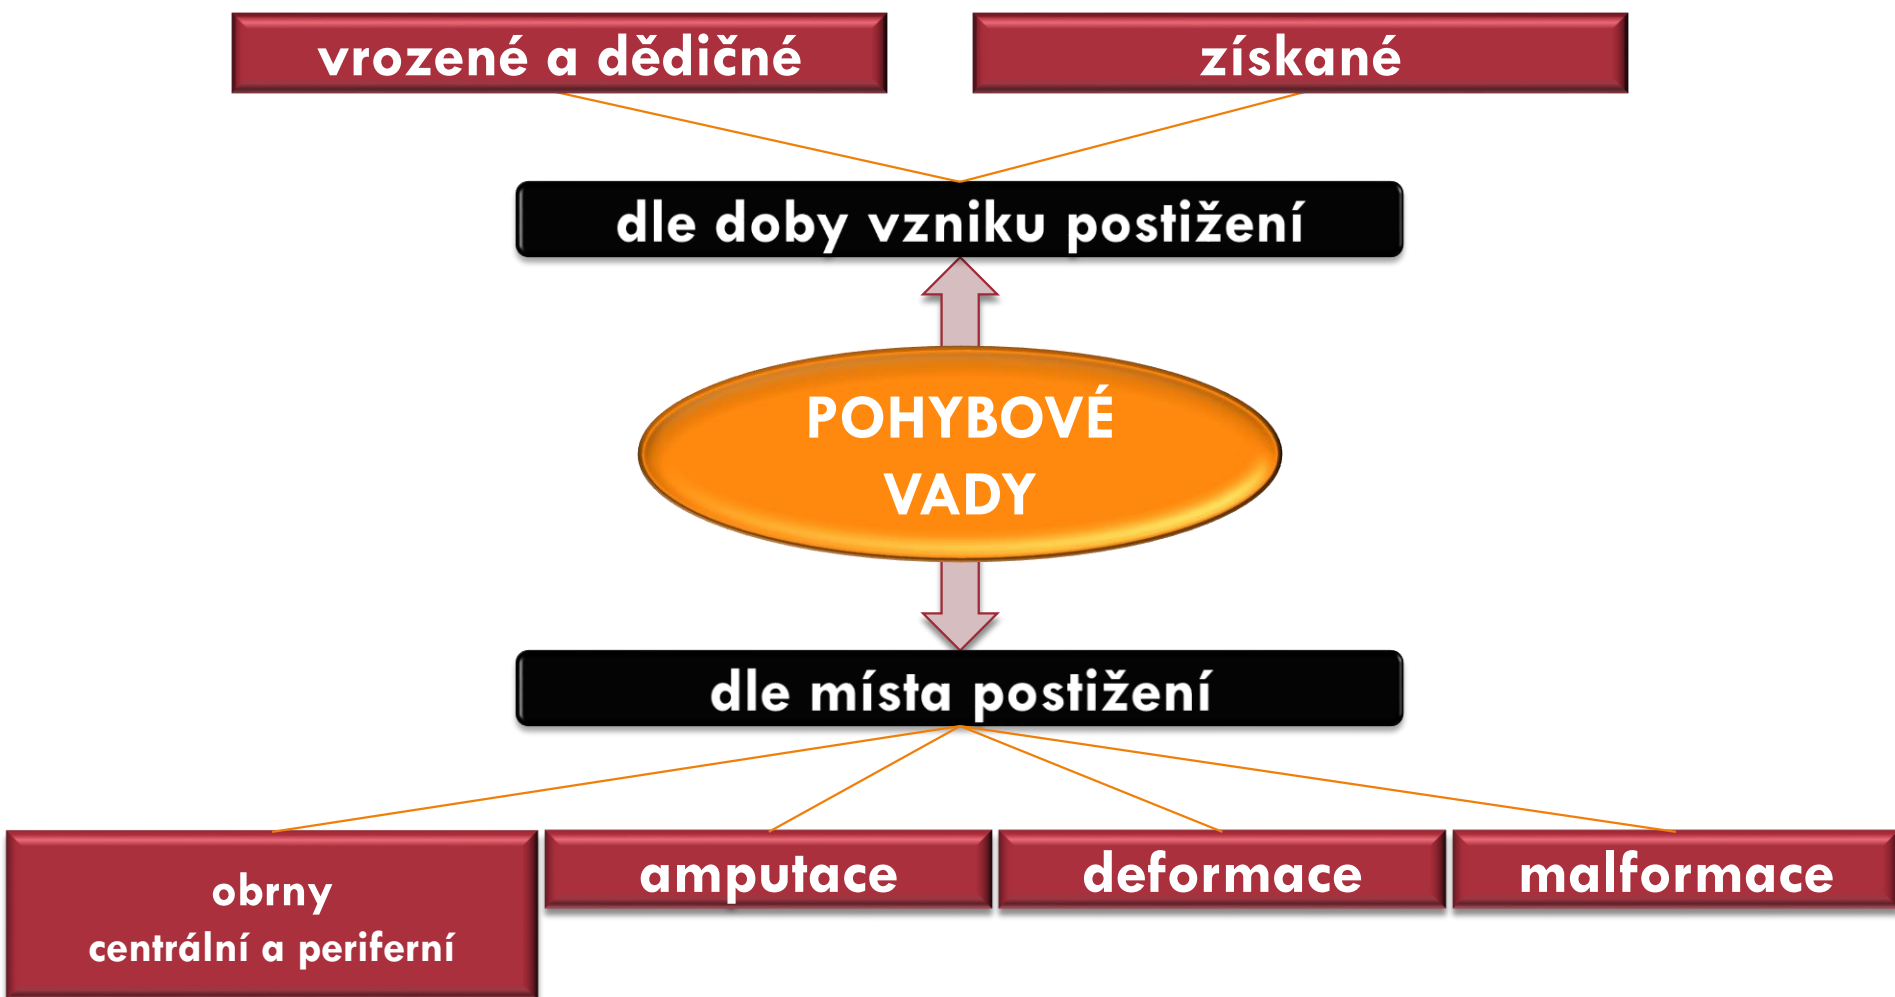 vrozené a dědičné
získané
dle doby vzniku postižení
POHYBOVÉ
VADY
dle místa postižení
obrny
centrální a periferní
amputace
deformace
malformace